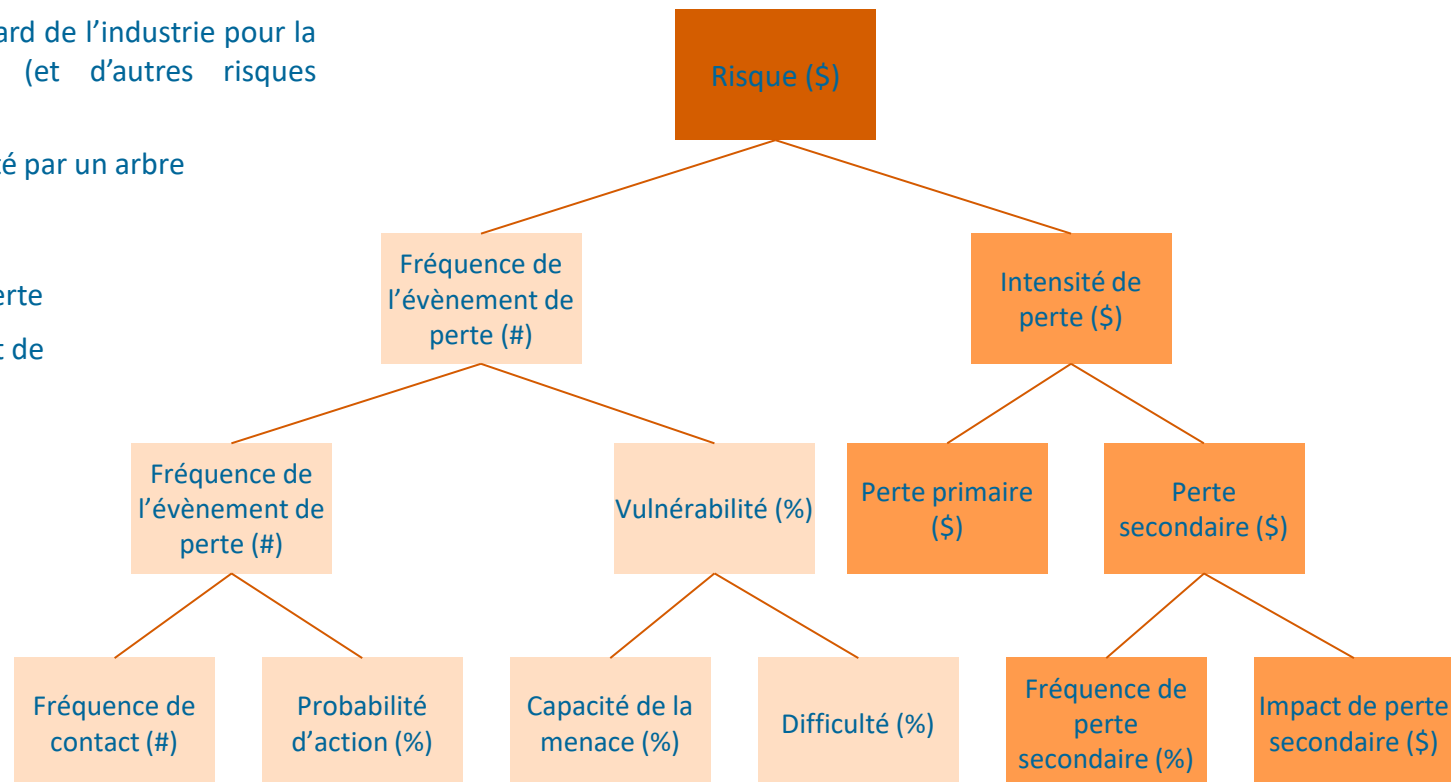 ard de l’industrie pour la
(et d’autres risques
té par un arbre
erte
t de
Risque ($)
Fréquence de
l’évènement de
perte (#)
Intensité de
perte ($)
Fréquence de
l’évènement de
perte (#)
Vulnérabilité (%)
Perte primaire
($)
Perte
secondaire ($)
Fréquence de
contact (#)
Probabilité
d’action (%)
Capacité de la
menace (%)
Difficulté (%)
Fréquence de
perte
secondaire (%)
Impact de perte
secondaire ($)